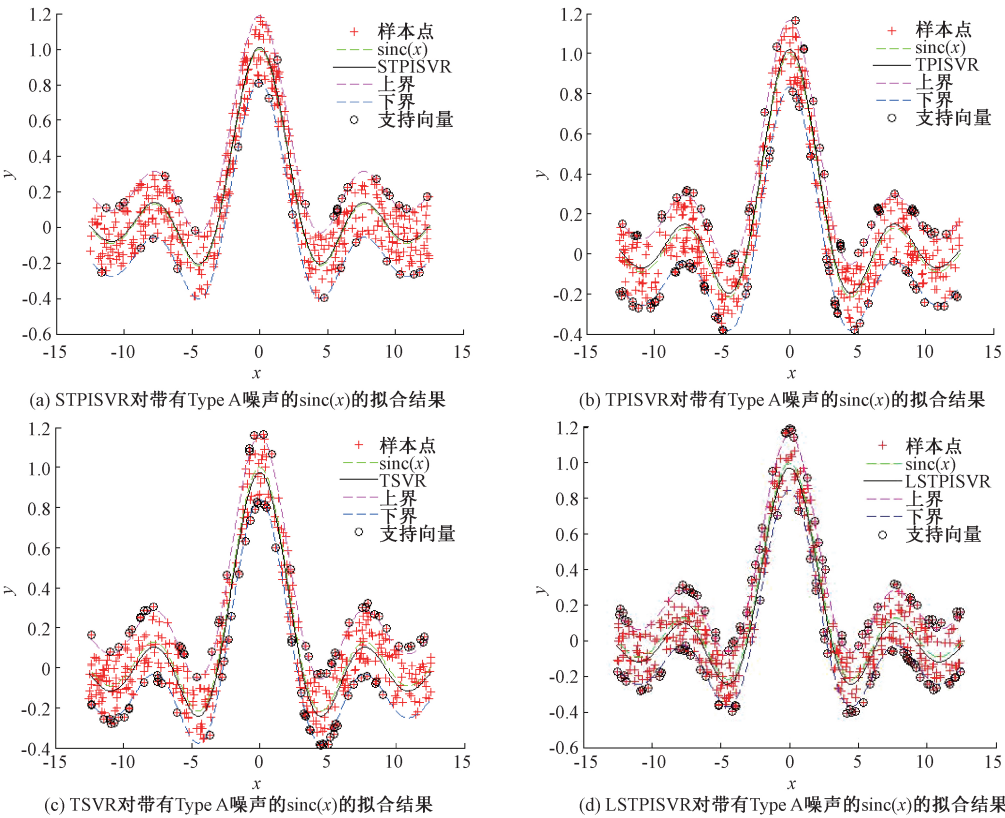 1.2
1.0
0.8
0.6
0.4
0.2
0
-0.2
-0.4
-0.6
y
-15
-10
-5
0
5
10
15
x
样本点
sinc(x)
STPISVR
上界
下界
支持向量
(a) STPISVR对带有Type A噪声的sinc(x)的拟合结果
1.2
1.0
0.8
0.6
0.4
0.2
0
-0.2
-0.4
y
-15
-10
-5
0
5
10
15
x
样本点
sinc(x)
TPISVR
上界
下界
支持向量
(b) TPISVR对带有Type A噪声的sinc(x)的拟合结果
1.2
1.0
0.8
0.6
0.4
0.2
0
-0.2
-0.4
y
-15
-10
-5
0
5
10
15
x
样本点
sinc(x)
TSVR
上界
下界
支持向量
(c) TSVR对带有Type A噪声的sinc(x)的拟合结果
1.2
1.0
0.8
0.6
0.4
0.2
0
-0.2
-0.4
-0.6
y
-15
-10
-5
0
5
10
15
x
样本点
sinc(x)
LSTPISVR
上界
下界
支持向量
(d) LSTPISVR对带有Type A噪声的sinc(x)的拟合结果